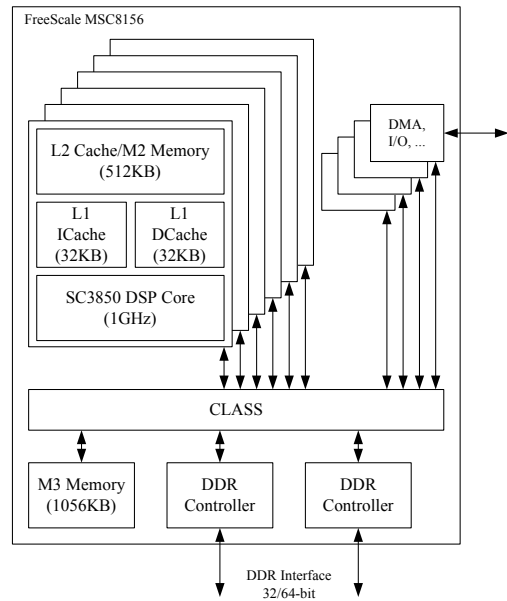 FreeScale MSC8156
DMA,
I/O, ...
L2 Cache/M2 Memory
(512KB)
L1
ICache
(32KB)
L1
DCache
(32KB)
SC3850 DSP Core
(1GHz)
CLASS
M3 Memory
(1056KB)
DDR
Controller
DDR
Controller
DDR Interface
32/64-bit